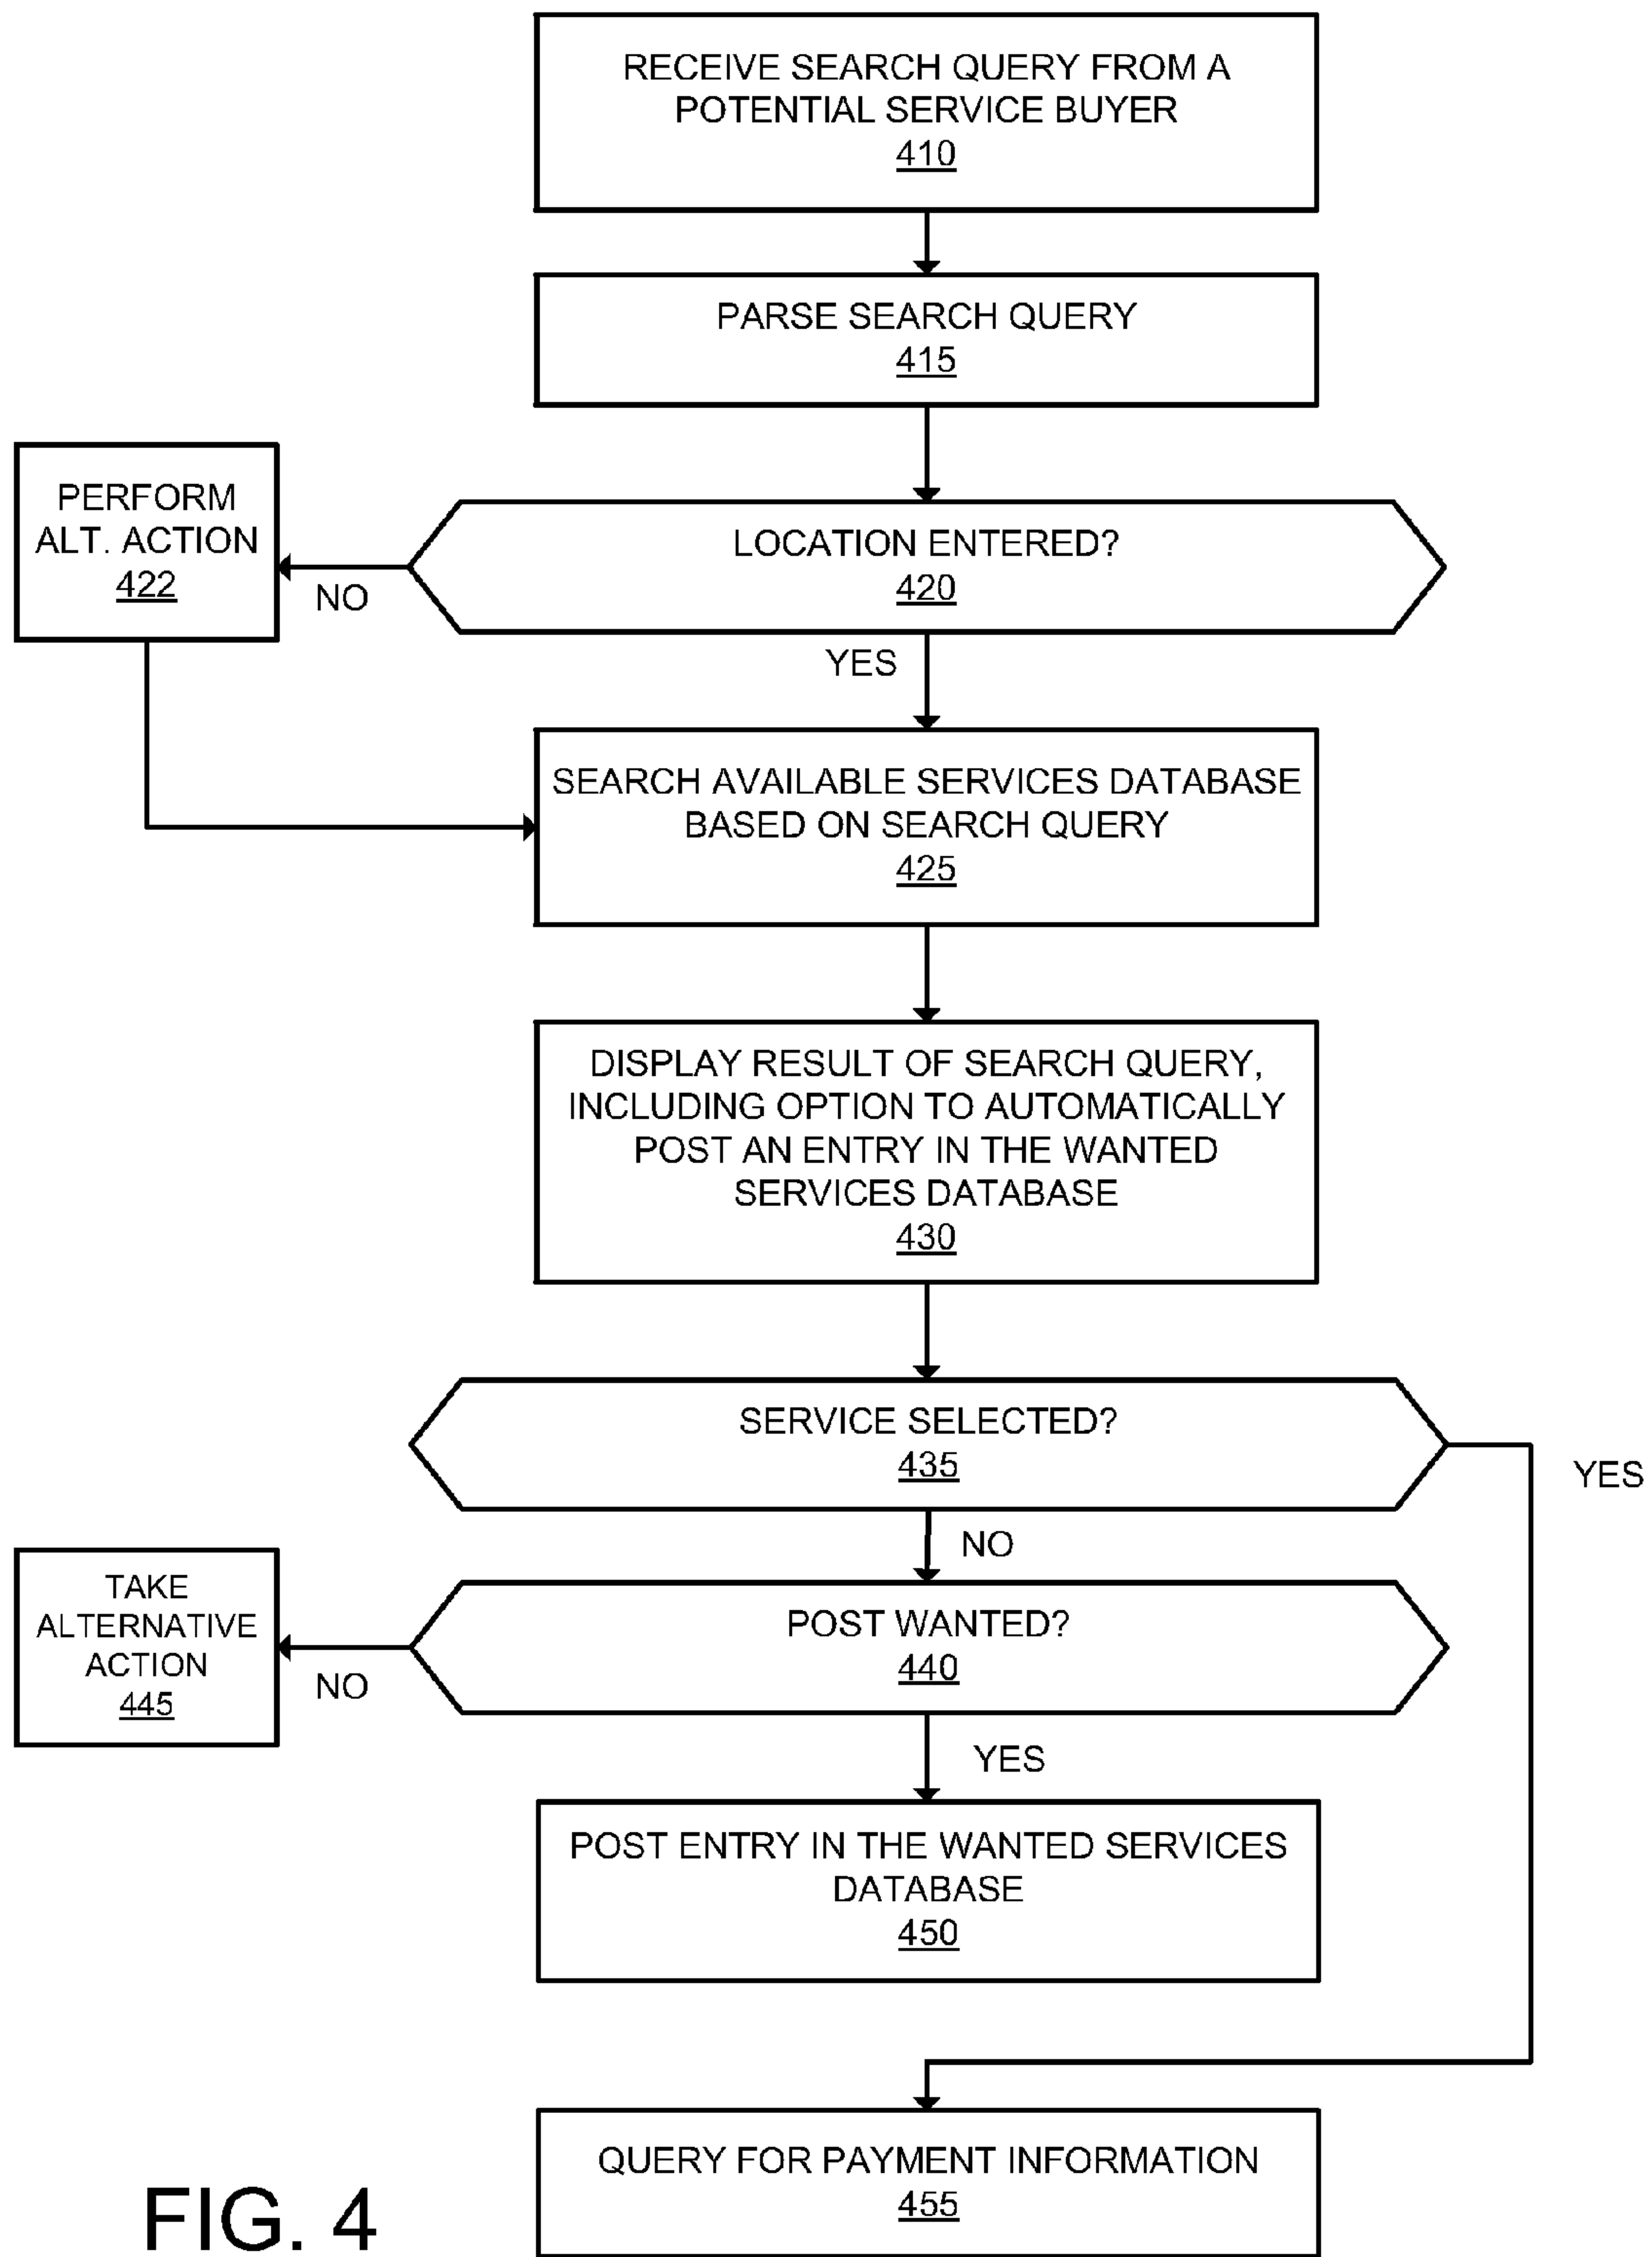 RECEIVE SEARCH QUERY FROM A
POTENTIAL SERVICE BUYER
410
PARSE SEARCH QUERY
415
PERFORM
ALT. ACTION
422
NO
LOCATION ENTERED?
420
YES
SEARCH AVAILABLE SERVICES DATABASE
BASED ON SEARCH QUERY
425
DISPLAY RESULT OF SEARCH QUERY,
INCLUDING OPTION TO AUTOMATICALLY
POST AN ENTRY IN THE WANTED
SERVICES DATABASE
430
SERVICE SELECTED?
435
YES
NO
TAKE
ALTERNATIVE
ACTION
445
NO
POST WANTED?
440
YES
POST ENTRY IN THE WANTED SERVICES
DATABASE
450
QUERY FOR PAYMENT INFORMATION
455
FIG. 4